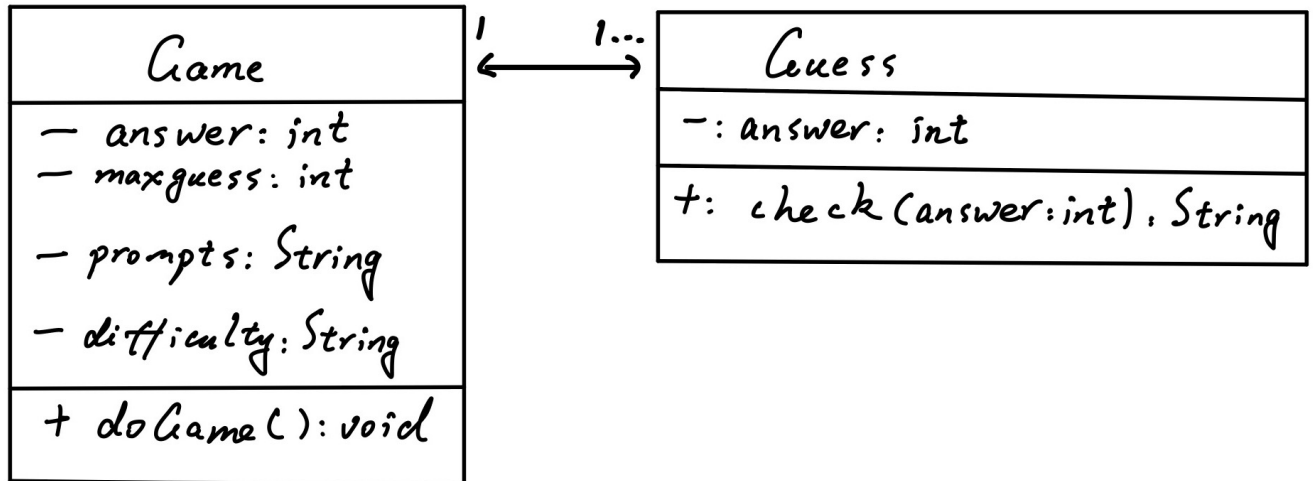 Game
- answer: int
- maxguess: int
- prompts: String
- difficulty: String
+ doGame(): void
1 1...
Guess
-: answer: int
+: check(answer:int): String